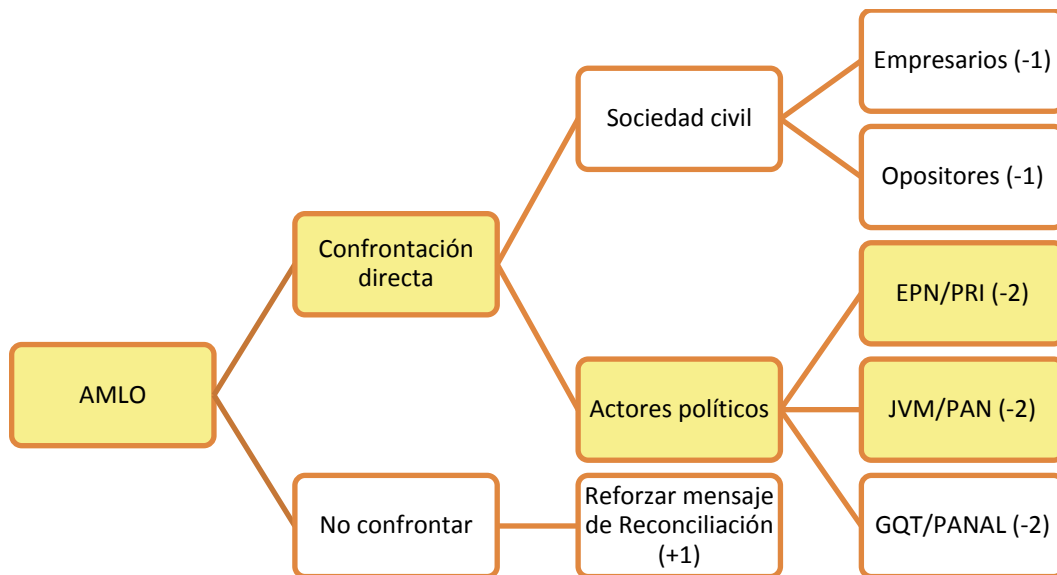 Empresarios (-1)
Sociedad civil
Opositores (-1)
Confrontación
directa
EPN/PRI (-2)
AMLO
Actores políticos
JVM/PAN (-2)
No confrontar
Reforzar mensaje
de Reconciliación
(+1)
GQT/PANAL (-2)